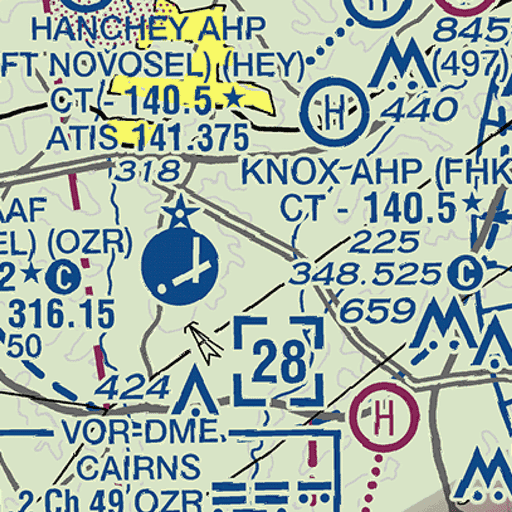 HANCHEY AHP
FT NOVOSEL) (HEY)
CT - 140.5★
ATIS 141.375
318
H
845
(497)
H
440
KNOX AHP (FHK
CT - 140.5★
225
348.525 C
659
AAF
EL) (OZR)
2★ C
316.15
50
28
424
H
VOR-DME
CAIRNS
2 Ch 49 OZR